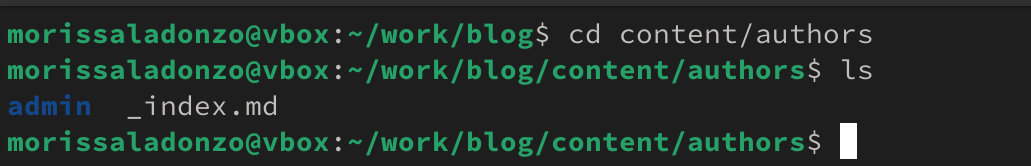 morissaladonzo@vbox:~/work/blog$ cd content/authors
morissaladonzo@vbox:~/work/blog/content/authors$ ls
admin  _index.md
morissaladonzo@vbox:~/work/blog/content/authors$